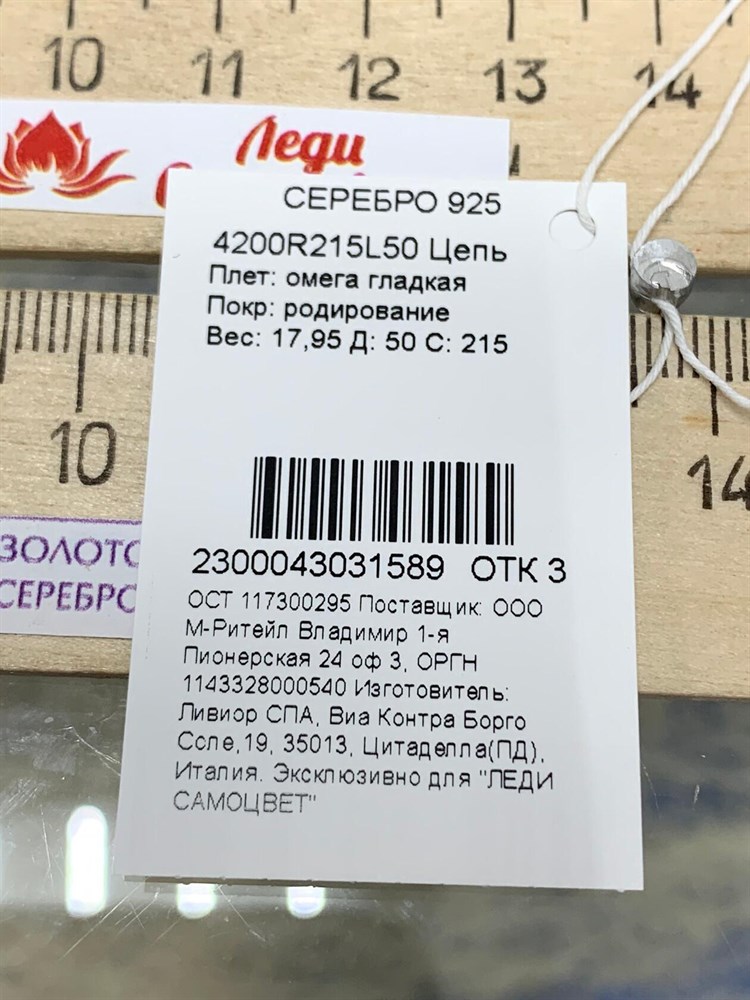 10 11 12 13 14
Леди
СЕРЕБРО 925
4200R215L50 Цепь
Плет: омега гладкая
Покр: родирование
Вес: 17,95 Д: 50 С: 215
10
14
ЗОЛОТО
СЕРЕБРО
2300043031589 ОТК 3
ОСТ 117300295 Поставщик: ООО
М-Ритейл Владимир 1-я
Пионерская 24 оф 3, ОРГН
1143328000540 Изготовитель:
Ливиор СПА, Виа Контра Борго
Ссле,19, 35013, Цитаделла(ПД),
Италия. Эксклюзивно для "ЛЕДИ
САМОЦВЕТ"